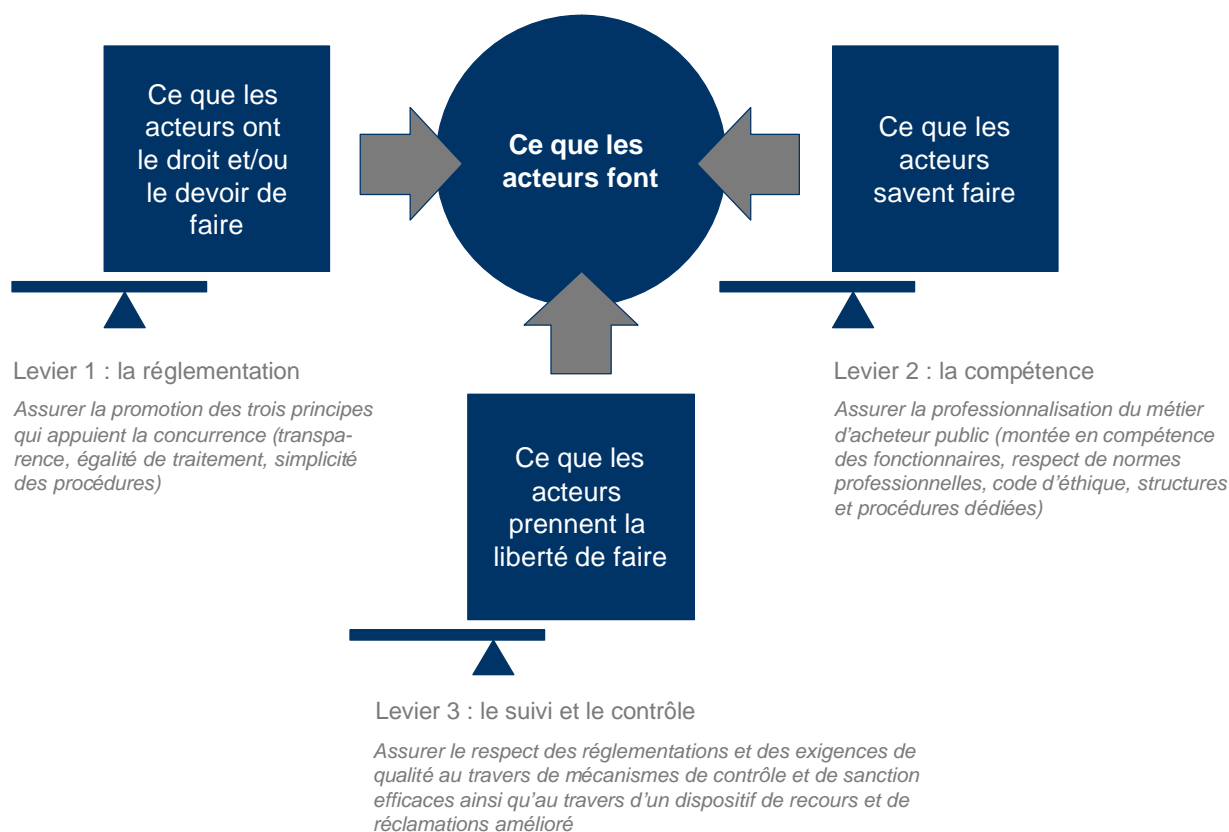 Ce que les
acteurs ont
le droit et/ou
le devoir de
faire
Ce que les
acteurs font
Ce que les
acteurs
savent faire
Levier 1 : la réglementation
Assurer la promotion des trois principes
qui appuient la concurrence (transpa-
rence, égalité de traitement, simplicité
des procédures)
Levier 2 : la compétence
Assurer la professionnalisation du métier
d'acheteur public (montée en compétence
des fonctionnaires, respect de normes
professionnelles, code d'éthique, structures
et procédures dédiées)
Ce que les
acteurs
prennent la
liberté de faire
Levier 3 : le suivi et le contrôle
Assurer le respect des réglementations et des exigences de
qualité au travers de mécanismes de contrôle et de sanction
efficaces ainsi qu'au travers d'un dispositif de recours et de
réclamations amélioré